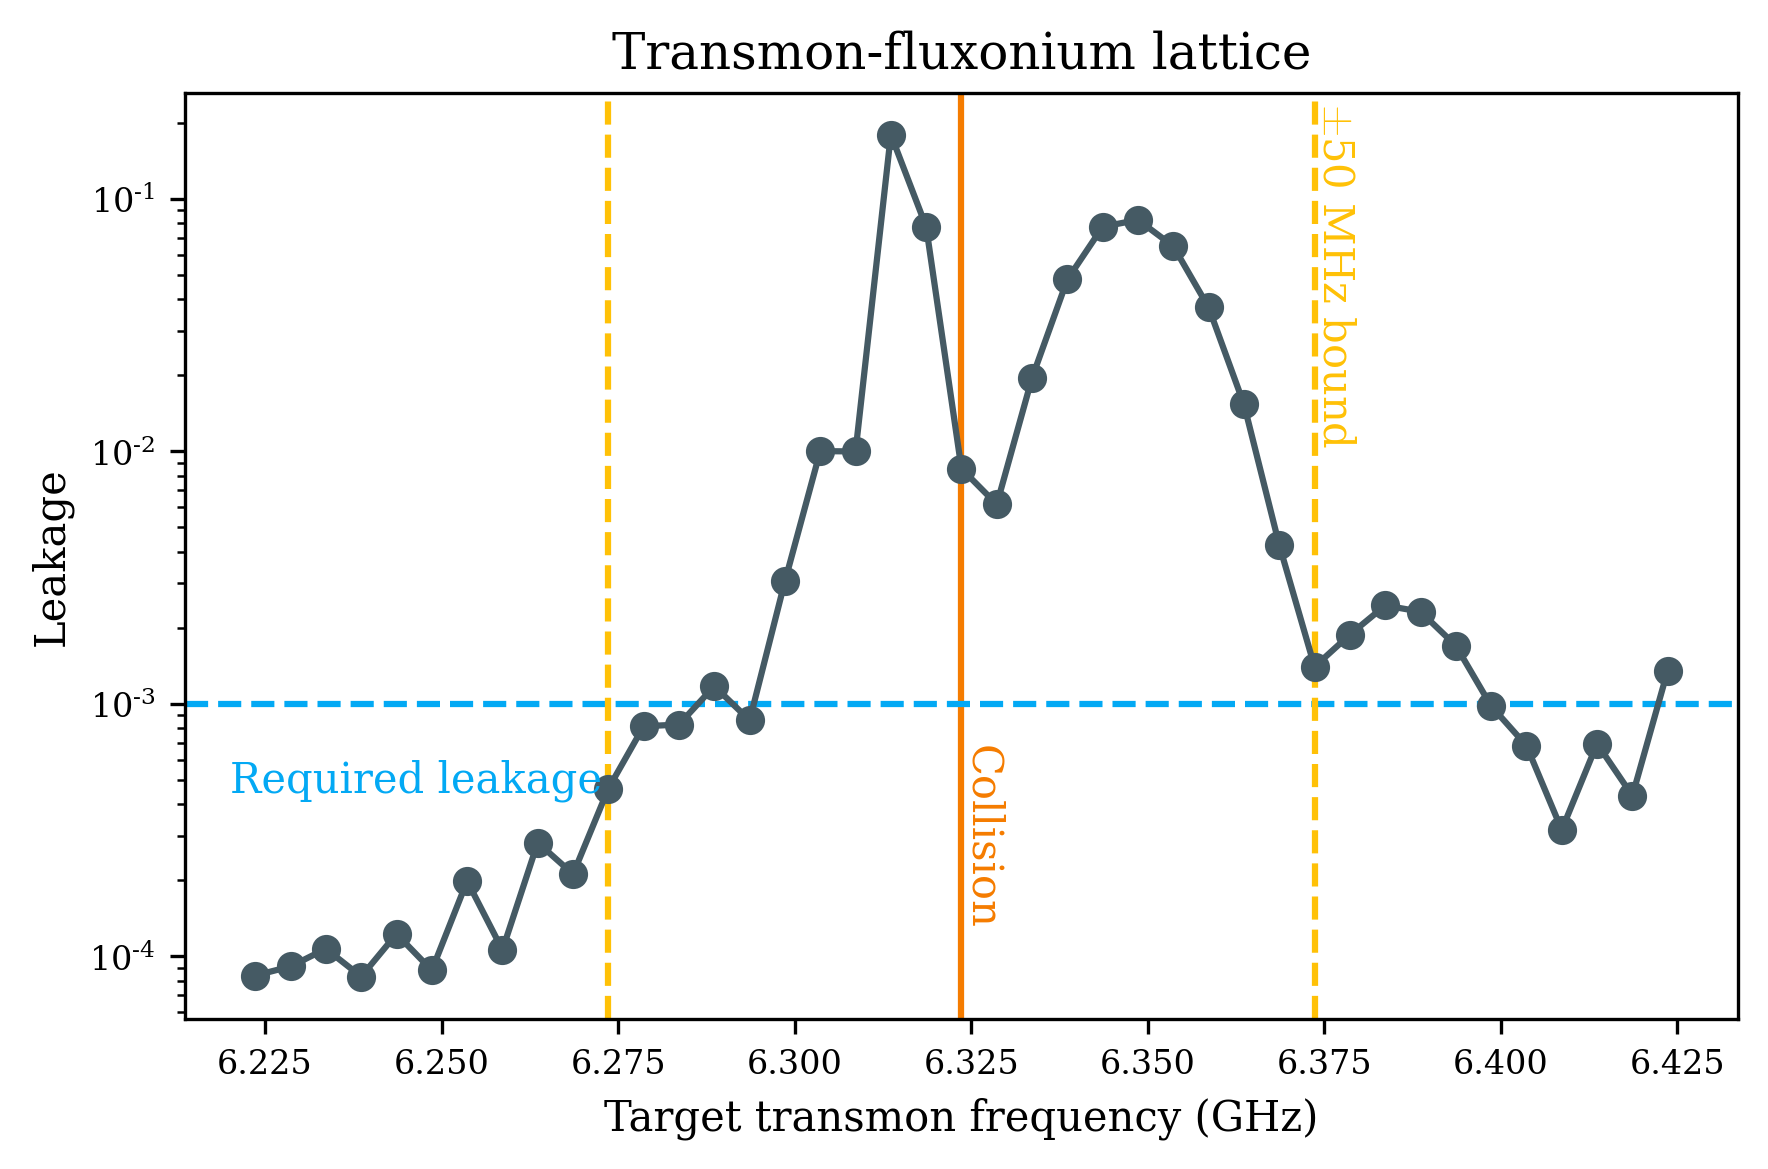 Transmon-fluxonium lattice
±50 MHz bound
10-1
10-2
10-3
10-4
Leakage
Required leakage
Collision
6.225 6.250 6.275 6.300 6.325 6.350 6.375 6.400 6.425
Target transmon frequency (GHz)